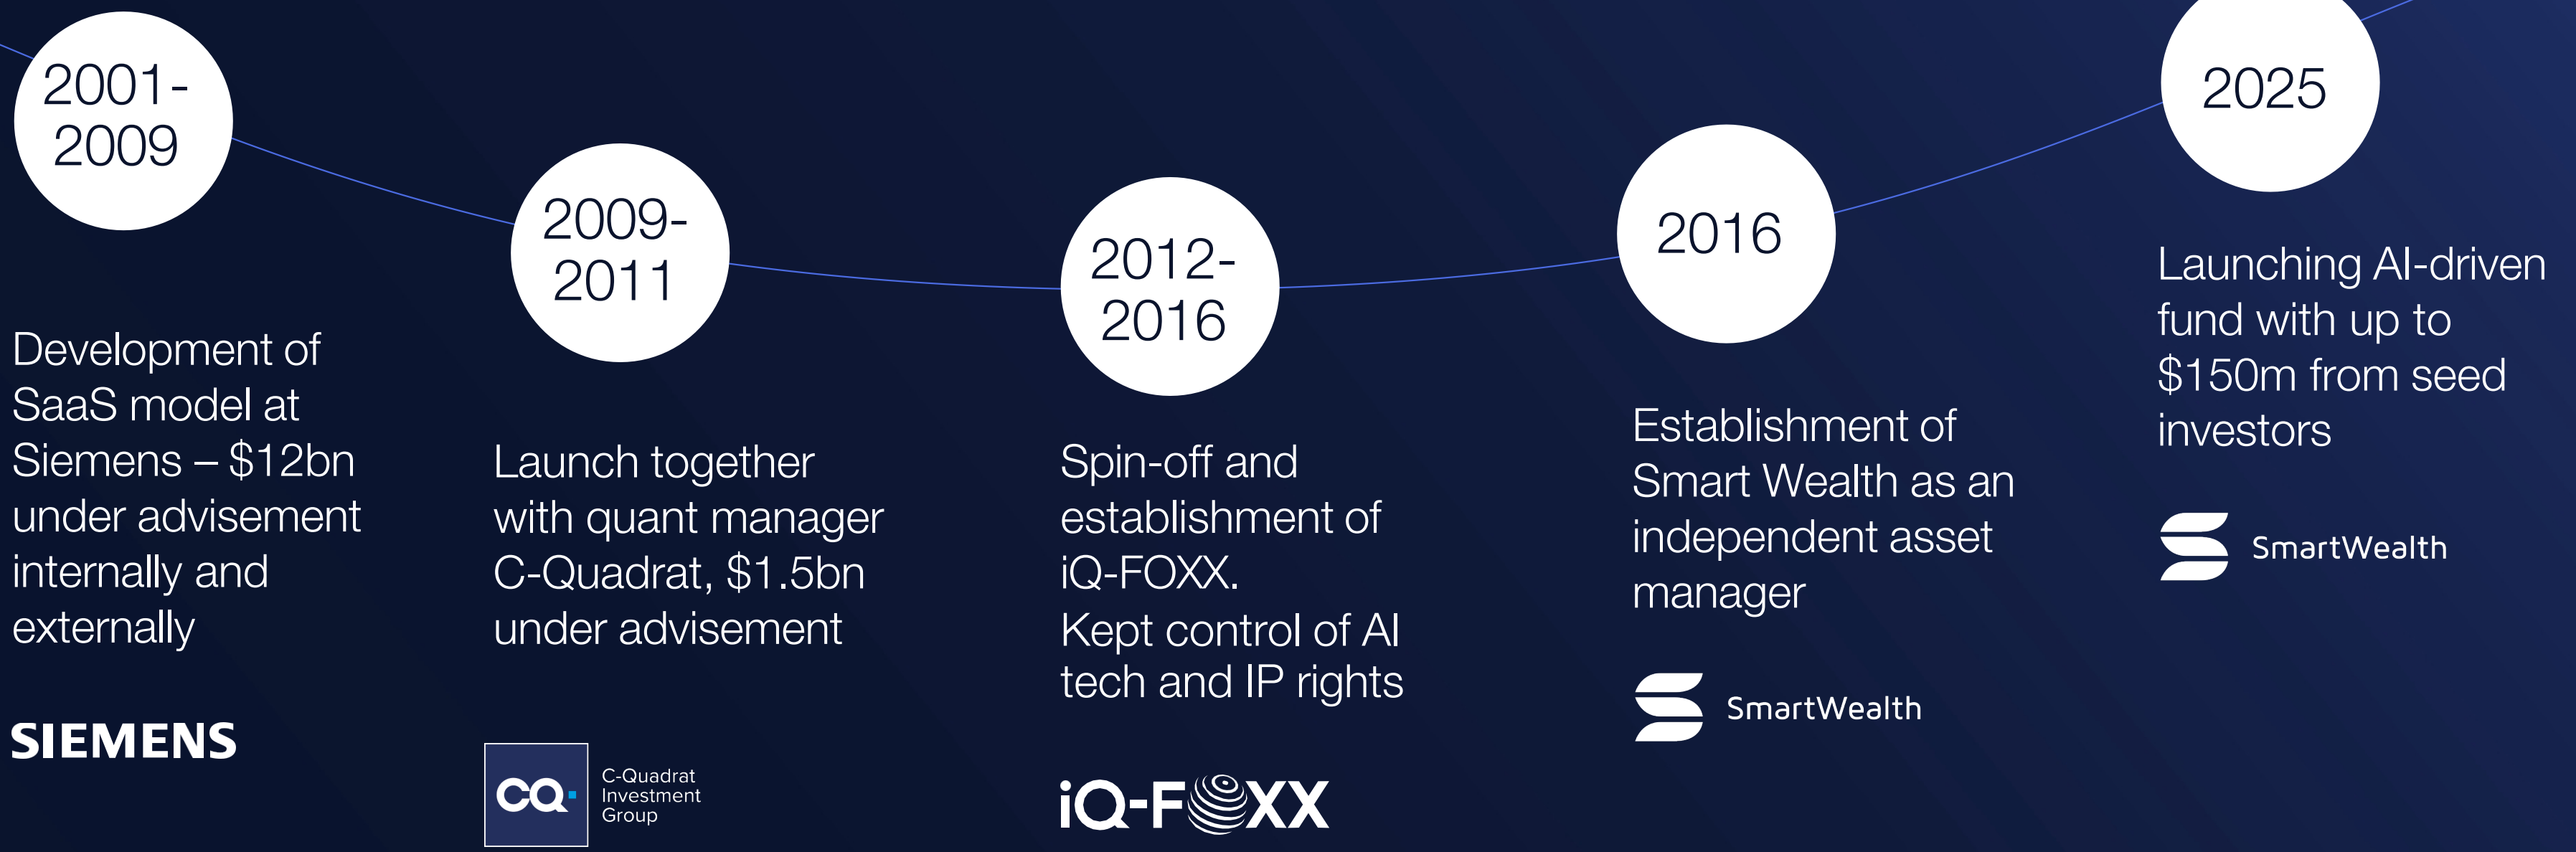 2001-
2009
Development of
SaaS model at
Siemens – $12bn
under advisement
internally and
externally
SIEMENS
2009-
2011
Launch together
with quant manager
C-Quadrat, $1.5bn
under advisement
CQ
C-Quadrat
Investment
Group
2012-
2016
Spin-off and
establishment of
iQ-FOXX.
Kept control of AI
tech and IP rights
iQ-FOXX
2016
Establishment of
Smart Wealth as an
independent asset
manager
SmartWealth
2025
Launching AI-driven
fund with up to
$150m from seed
investors
SmartWealth